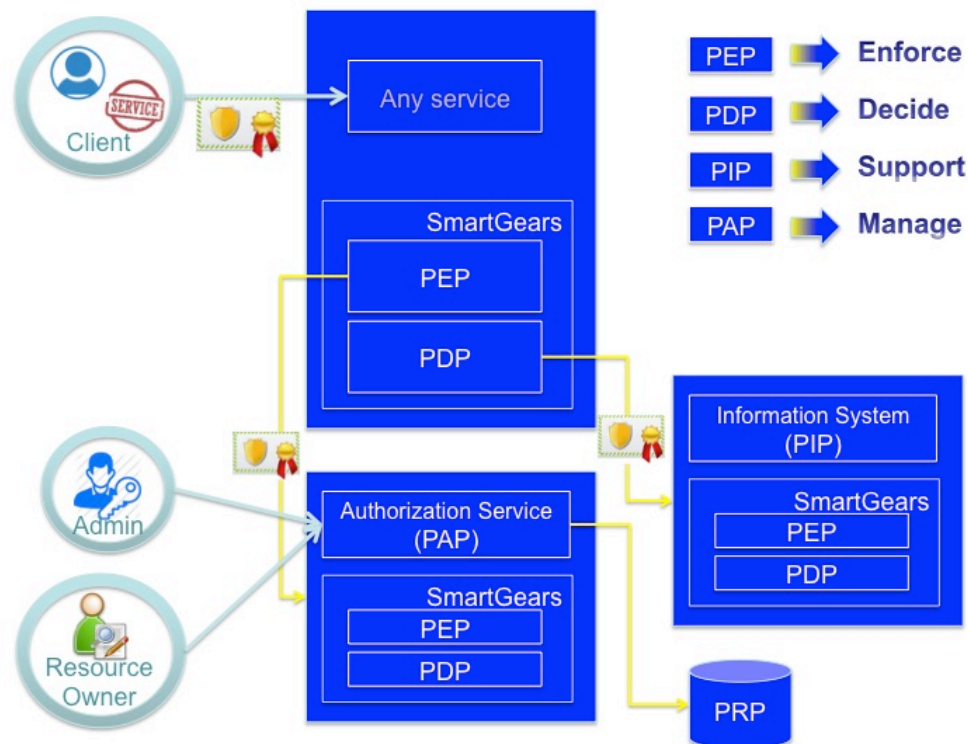 SERVICE
Client
Any service
PEP
Enforce
PDP
Decide
PIP
Support
PAP
Manage
SmartGears
PEP
PDP
Information System
(PIP)
SmartGears
PEP
PDP
Admin
Authorization Service
(PAP)
SmartGears
PEP
PDP
Resource
Owner
PRP